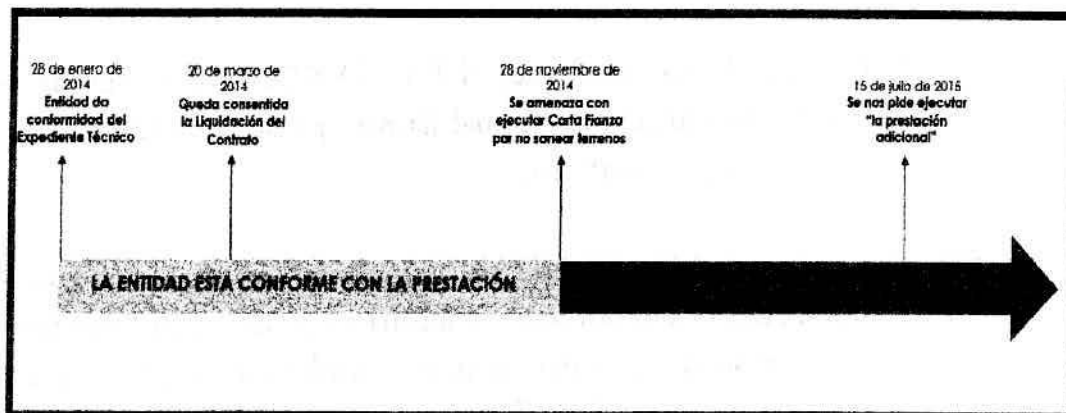 28 de enero de
2014
Entidad da
conformidad del
Expediente Técnico
20 de marzo de
2014
Queda consentida
la Liquidación del
Contrato
28 de noviembre de
2014
Se amenaza con
ejecutar Carta Fianza
por no sanear terrenos
15 de julio de 2015
Se nos pide ejecutar
"la prestación
adicional"
LA ENTIDAD ESTA CONFORME CON LA PRESTACIÓN